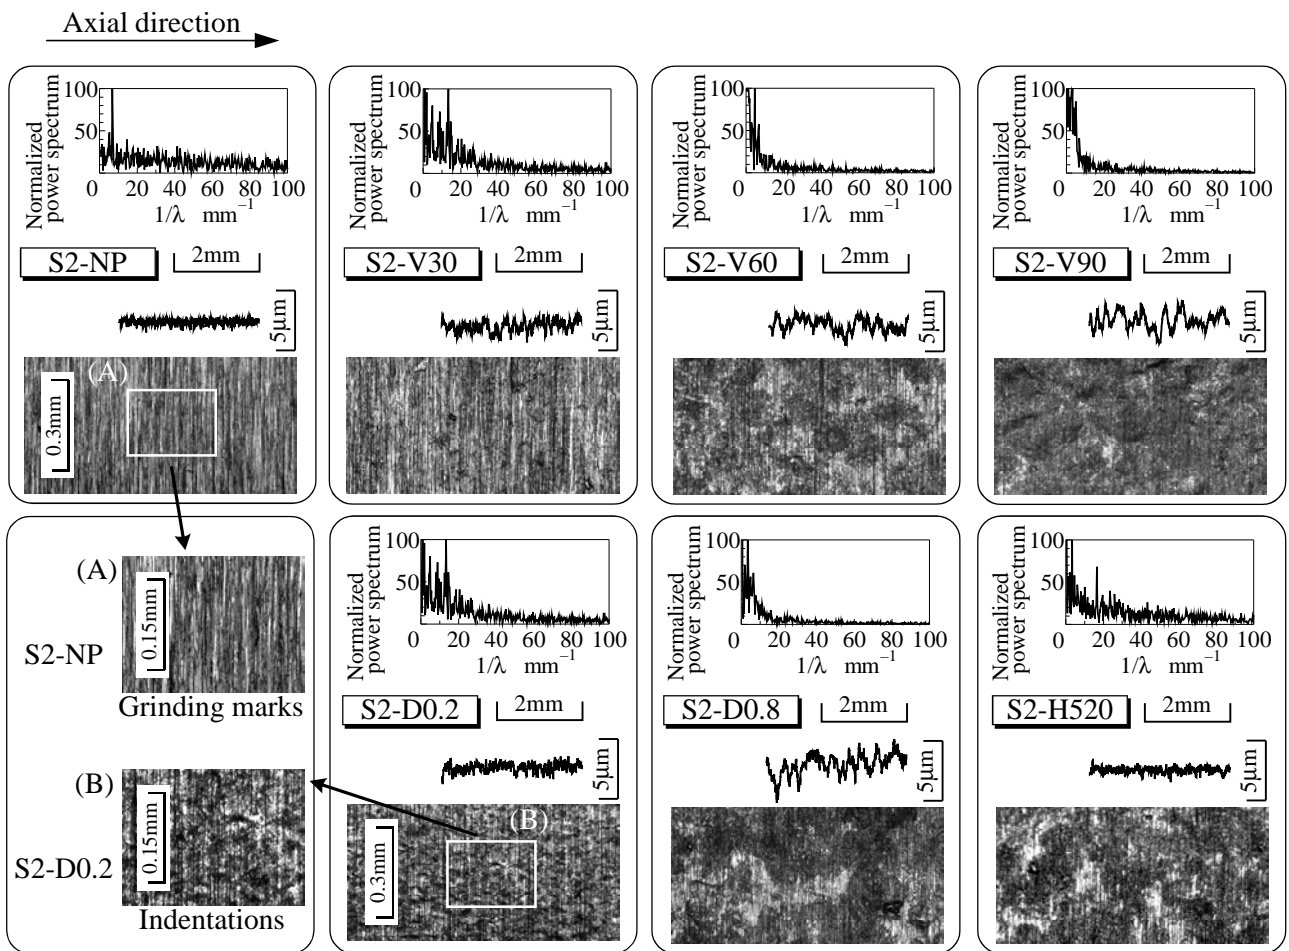 Axial direction
Normalized
power spectrum
100
50
0 20 40 60 80 100
1/λ mm⁻¹
S2-NP
2mm
5μm
(A)
0.3mm
Normalized
power spectrum
100
50
0 20 40 60 80 100
1/λ mm⁻¹
S2-V30
2mm
5μm
Normalized
power spectrum
100
50
0 20 40 60 80 100
1/λ mm⁻¹
S2-V60
2mm
5μm
Normalized
power spectrum
100
50
0 20 40 60 80 100
1/λ mm⁻¹
S2-V90
2mm
5μm
(A)
0.15mm
S2-NP
Grinding marks
(B)
0.15mm
S2-D0.2
Indentations
Normalized
power spectrum
100
50
0 20 40 60 80 100
1/λ mm⁻¹
S2-D0.2
2mm
5μm
(B)
0.3mm
Normalized
power spectrum
100
50
0 20 40 60 80 100
1/λ mm⁻¹
S2-D0.8
2mm
5μm
Normalized
power spectrum
100
50
0 20 40 60 80 100
1/λ mm⁻¹
S2-H520
2mm
5μm